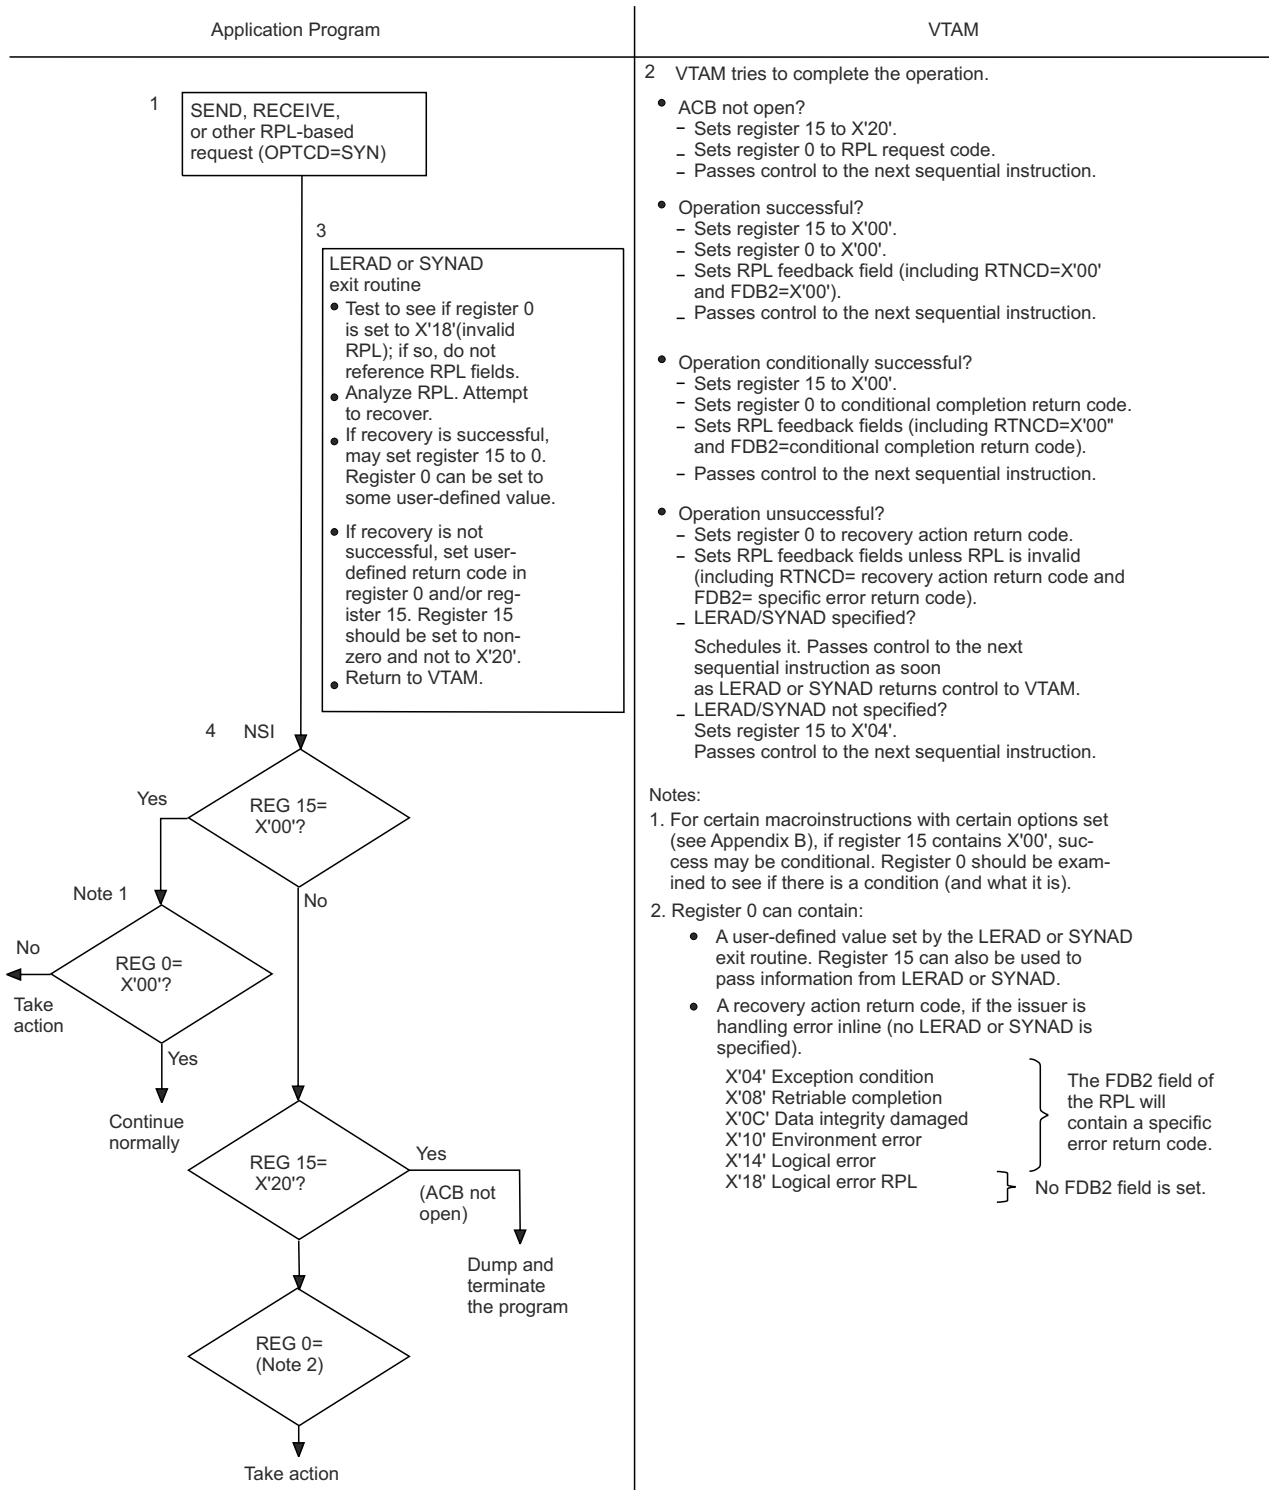 Application Program
1
SEND, RECEIVE,
or other RPL-based
request (OPTCD=SYN)
3
LERAD or SYNAD
exit routine
• Test to see if register 0
is set to X'18'(invalid
RPL); if so, do not
reference RPL fields.
• Analyze RPL. Attempt
to recover.
• If recovery is successful,
may set register 15 to 0.
Register 0 can be set to
some user-defined value.
• If recovery is not
successful, set user-
defined return code in
register 0 and/or reg-
ister 15. Register 15
should be set to non-
zero and not to X'20'.
• Return to VTAM.
4 NSI
REG 15=
X'00'?
Yes
No
Note 1
REG 0=
X'00'?
No
Take
action
Yes
Continue
normally
REG 15=
X'20'?
Yes
(ACB not
open)
Dump and
terminate
the program
REG 0=
(Note 2)
Take action
VTAM
2 VTAM tries to complete the operation.
• ACB not open?
– Sets register 15 to X'20'.
– Sets register 0 to RPL request code.
– Passes control to the next sequential instruction.
• Operation successful?
– Sets register 15 to X'00'.
– Sets register 0 to X'00'.
– Sets RPL feedback field (including RTNCD=X'00'
and FDB2=X'00').
– Passes control to the next sequential instruction.
• Operation conditionally successful?
– Sets register 15 to X'00'.
– Sets register 0 to conditional completion return code.
– Sets RPL feedback fields (including RTNCD=X'00"
and FDB2=conditional completion return code).
– Passes control to the next sequential instruction.
• Operation unsuccessful?
– Sets register 0 to recovery action return code.
– Sets RPL feedback fields unless RPL is invalid
(including RTNCD= recovery action return code and
FDB2= specific error return code).
– LERAD/SYNAD specified?
Schedules it. Passes control to the next
sequential instruction as soon
as LERAD or SYNAD returns control to VTAM.
– LERAD/SYNAD not specified?
Sets register 15 to X'04'.
Passes control to the next sequential instruction.
Notes:
1. For certain macroinstructions with certain options set
(see Appendix B), if register 15 contains X'00', suc-
cess may be conditional. Register 0 should be exam-
ined to see if there is a condition (and what it is).
2. Register 0 can contain:
• A user-defined value set by the LERAD or SYNAD
exit routine. Register 15 can also be used to
pass information from LERAD or SYNAD.
• A recovery action return code, if the issuer is
handling error inline (no LERAD or SYNAD is
specified).
X'04' Exception condition
X'08' Retriable completion
X'0C' Data integrity damaged
X'10' Environment error
X'14' Logical error
X'18' Logical error RPL
The FDB2 field of
the RPL will
contain a specific
error return code.
No FDB2 field is set.